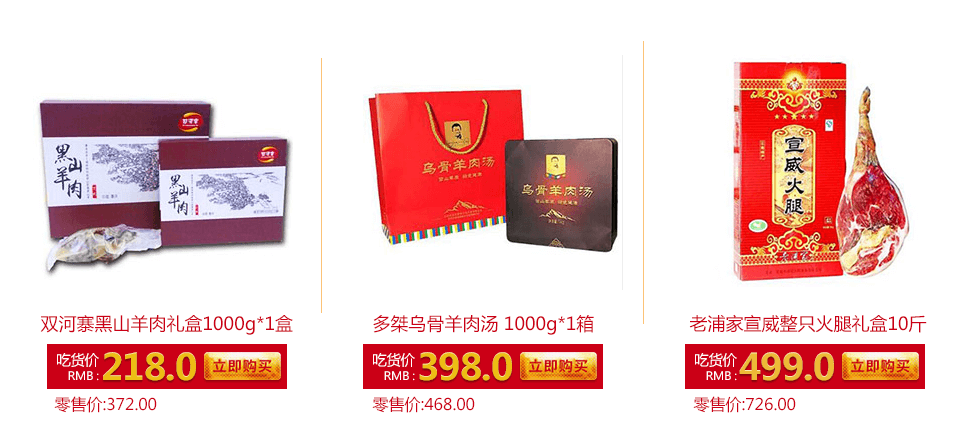 黑山羊肉
黑山羊肉
乌骨羊肉汤
乌骨羊肉汤
宣威火腿
双河寨黑山羊肉礼盒1000g*1盒
吃货价
RMB : 218.0
立即购买
零售价:372.00
多桀乌骨羊肉汤 1000g*1箱
吃货价
RMB : 398.0
立即购买
零售价:468.00
老浦家宣威整只火腿礼盒10斤
吃货价
RMB : 499.0
立即购买
零售价:726.00